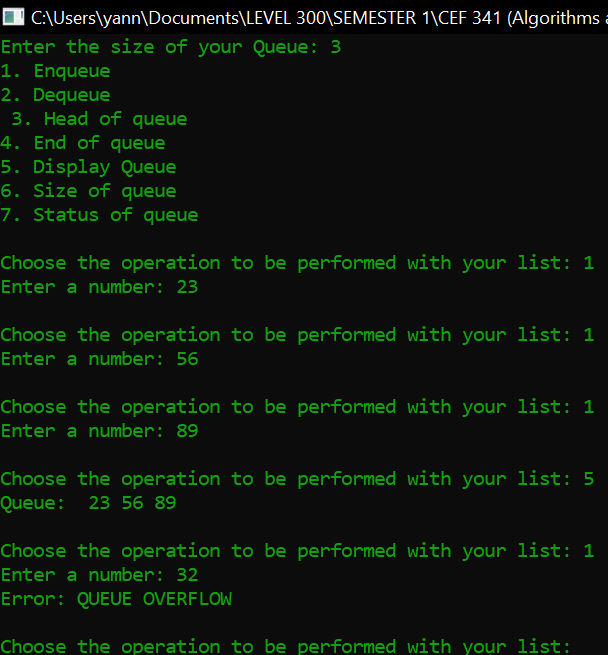 C:\Users\yann\Documents\LEVEL 300\SEMESTER 1\CEF 341 (Algorithms a
Enter the size of your Queue: 3
1. Enqueue
2. Dequeue
 3. Head of queue
4. End of queue
5. Display Queue
6. Size of queue
7. Status of queue
Choose the operation to be performed with your list: 1
Enter a number: 23
Choose the operation to be performed with your list: 1
Enter a number: 56
Choose the operation to be performed with your list: 1
Enter a number: 89
Choose the operation to be performed with your list: 5
Queue:  23 56 89
Choose the operation to be performed with your list: 1
Enter a number: 32
Error: QUEUE OVERFLOW
Choose the operation to be performed with your list: